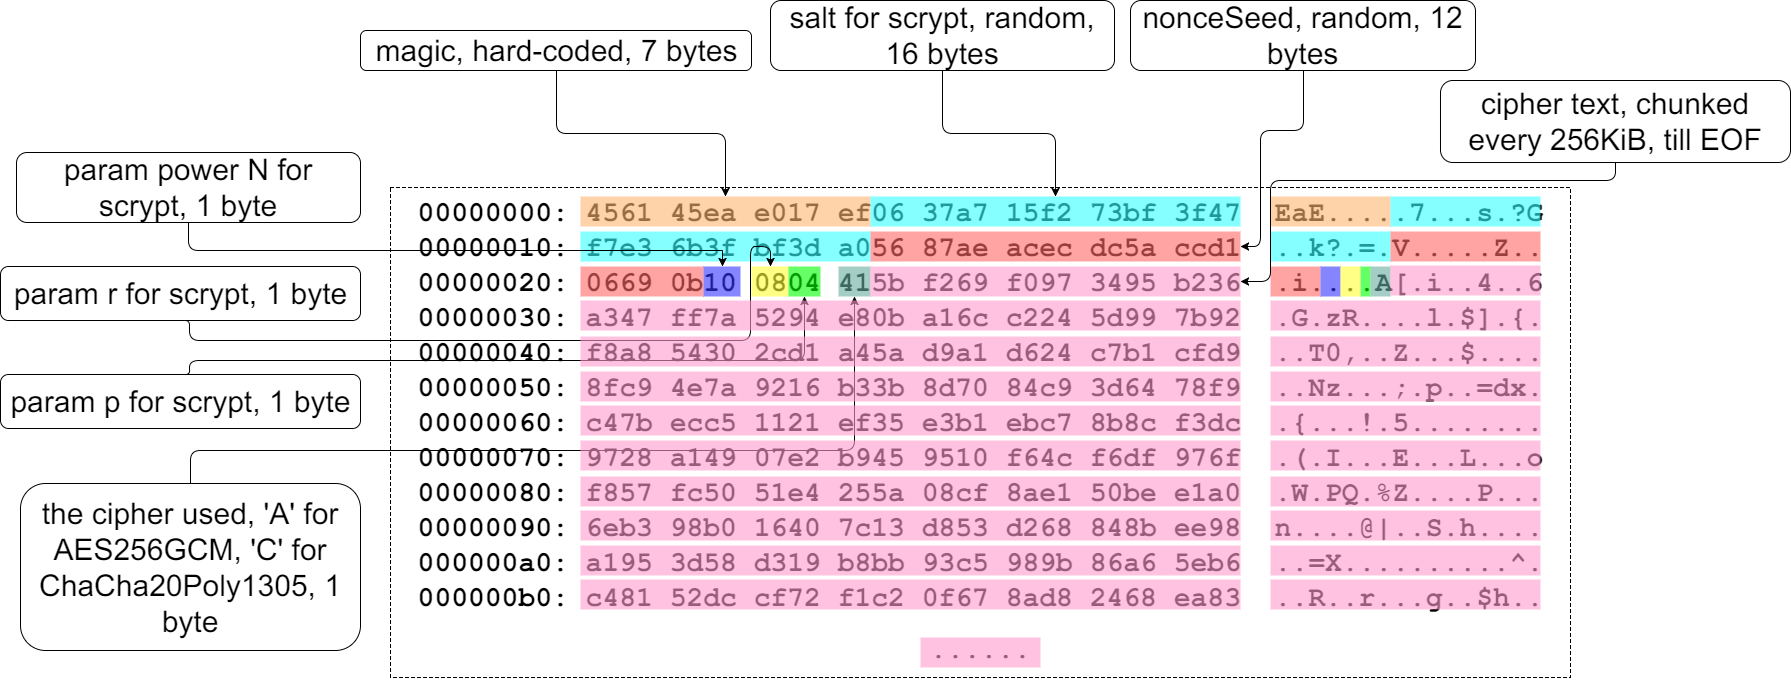 magic, hard-coded, 7 bytes
salt for scrypt, random,
16 bytes
nonceSeed, random, 12
bytes
cipher text, chunked
every 256KiB, till EOF
param power N for
scrypt, 1 byte
param r for scrypt, 1 byte
param p for scrypt, 1 byte
the cipher used, 'A' for
AES256GCM, 'C' for
ChaCha20Poly1305, 1
byte
00000000: 4561 45ea e017 ef06 37a7 15f2 73bf 3f47 EaE.....7...s.?G
00000010: f7e3 6b3f bf3d a056 87ae acec dc5a ccd1 ..k?.=.V.....Z..
00000020: 0669 0b10 0804 415b f269 f097 3495 b236 .i....A[.i..4..6
00000030: a347 ff7a 5294 e80b a16c c224 5d99 7b92 .G.zR....l.$].{.
00000040: f8a8 5430 2cd1 a45a d9a1 d624 c7b1 cfd9 ..T0,..Z...$....
00000050: 8fc9 4e7a 9216 b33b 8d70 84c9 3d64 78f9 ..Nz...;.p..=dx.
00000060: c47b ecc5 1121 ef35 e3b1 ebc7 8b8c f3dc .{...!.5........
00000070: 9728 a149 07e2 b945 9510 f64c f6df 976f .(.I...E...L...o
00000080: f857 fc50 51e4 255a 08cf 8ae1 50be e1a0 .W.PQ.%Z....P...
00000090: 6eb3 98b0 1640 7c13 d853 d268 848b ee98 n....@|..S.h....
000000a0: a195 3d58 d319 b8bb 93c5 989b 86a6 5eb6 ..=X..........^.
000000b0: c481 52dc cf72 f1c2 0f67 8ad8 2468 ea83 ..R..r...g..$h..
......